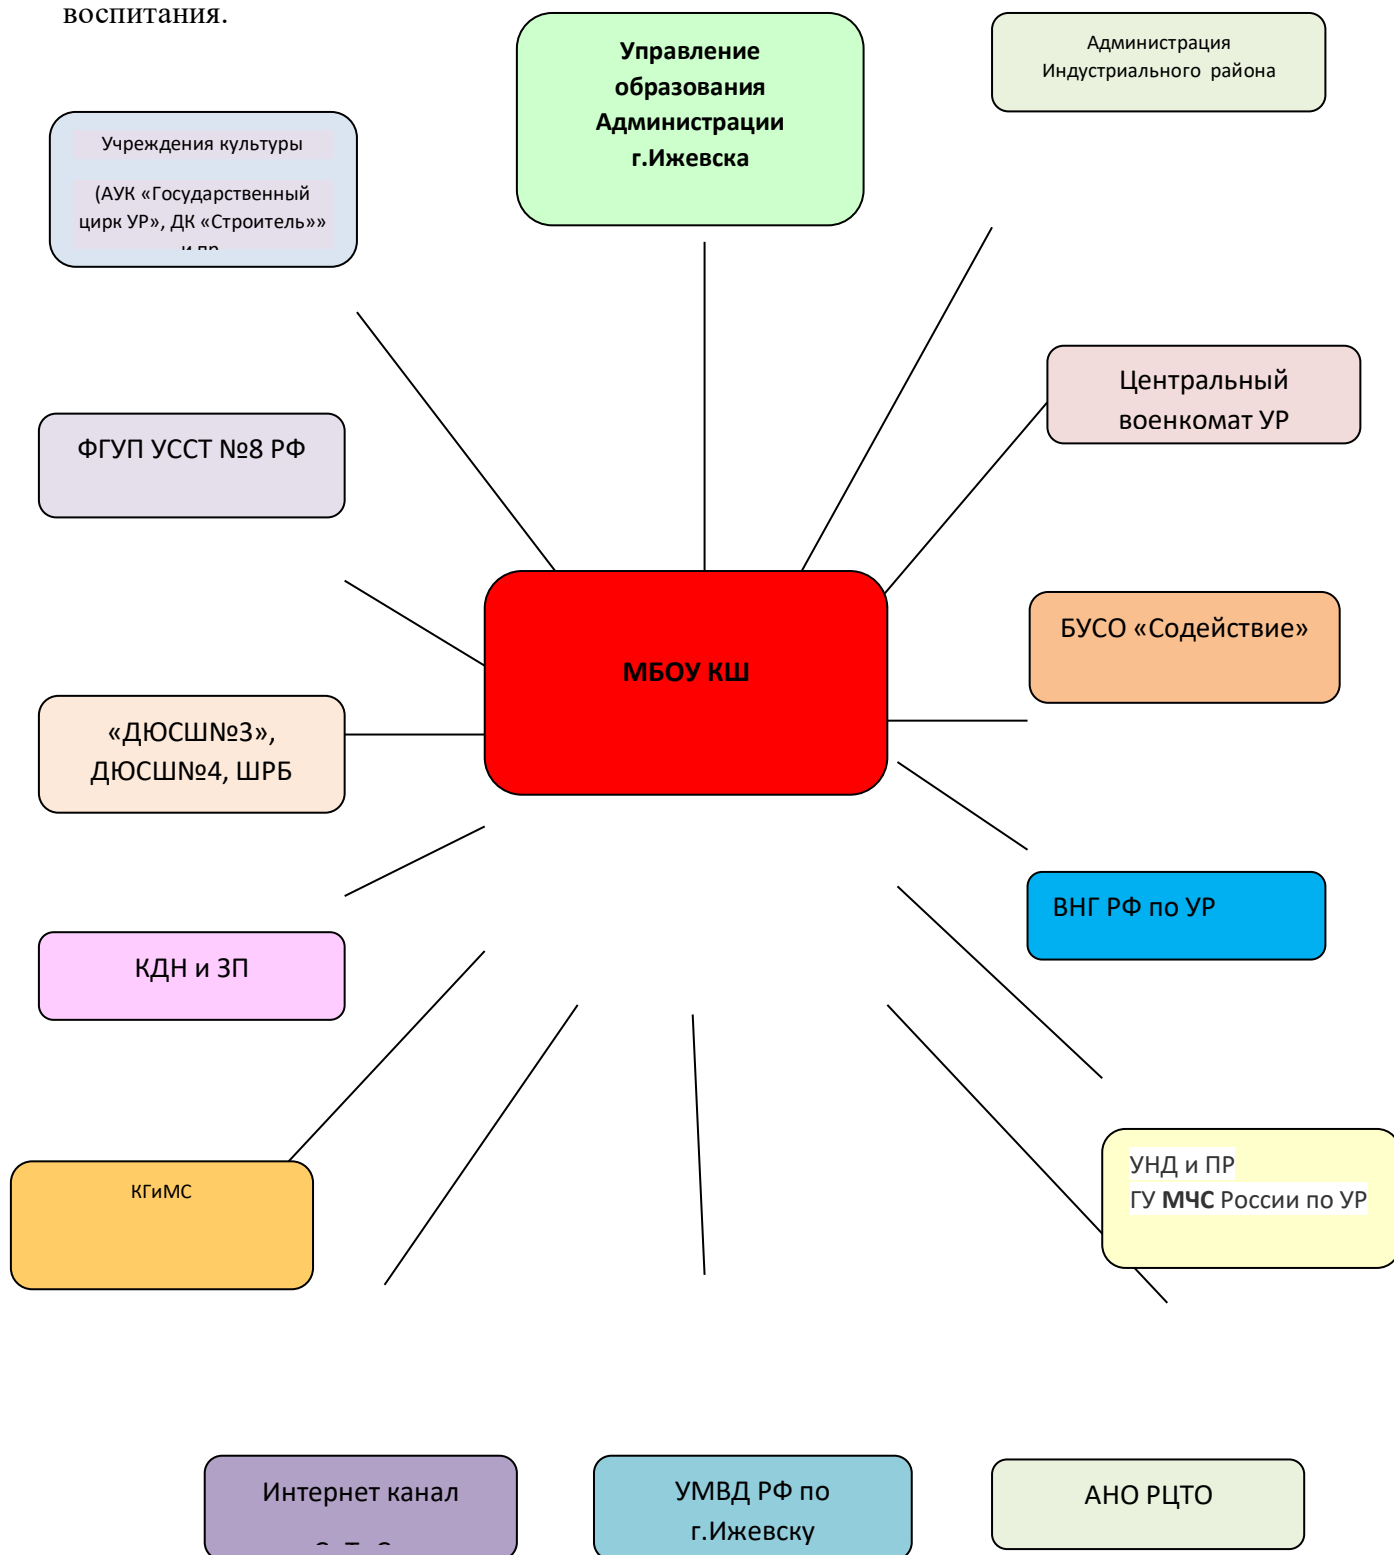 воспитания.
Управление
образования
Администрации
г.Ижевска
Администрация
Индустриального района
Учреждения культуры
(АУК «Государственный
цирк УР», ДК «Строитель»»
и пр
Центральный
военкомат УР
ФГУП УССТ №8 РФ
БУСО «Содействие»
МБОУ КШ
«ДЮСШ№3»,
ДЮСШ№4, ШРБ
ВНГ РФ по УР
КДН и ЗП
УНД и ПР
ГУ МЧС России по УР
КГиМС
Интернет канал
УМВД РФ по
г.Ижевску
АНО РЦТО